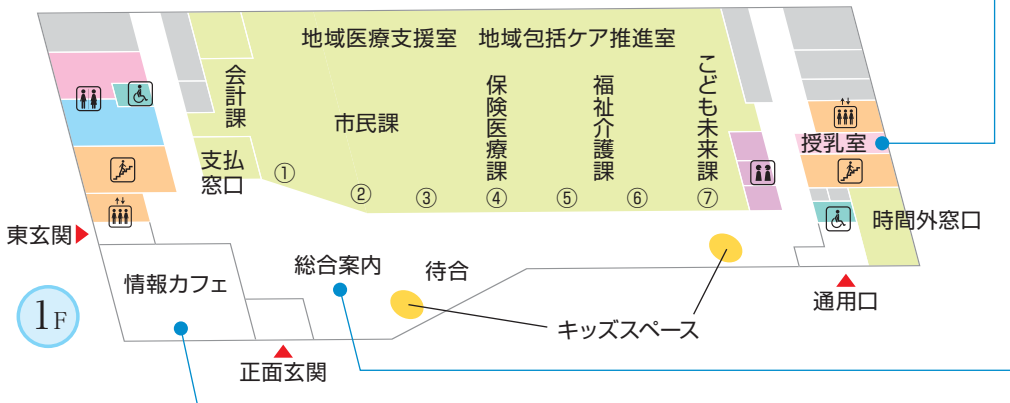 地域医療支援室 地域包括ケア推進室
会計課
市民課
保険医療課
福祉介護課
こども未来課
支払
窓口
①
②
③
④
⑤
⑥
⑦
授乳室
時間外窓口
東玄関
情報カフェ
総合案内
待合
キッズスペース
通用口
正面玄関
1F